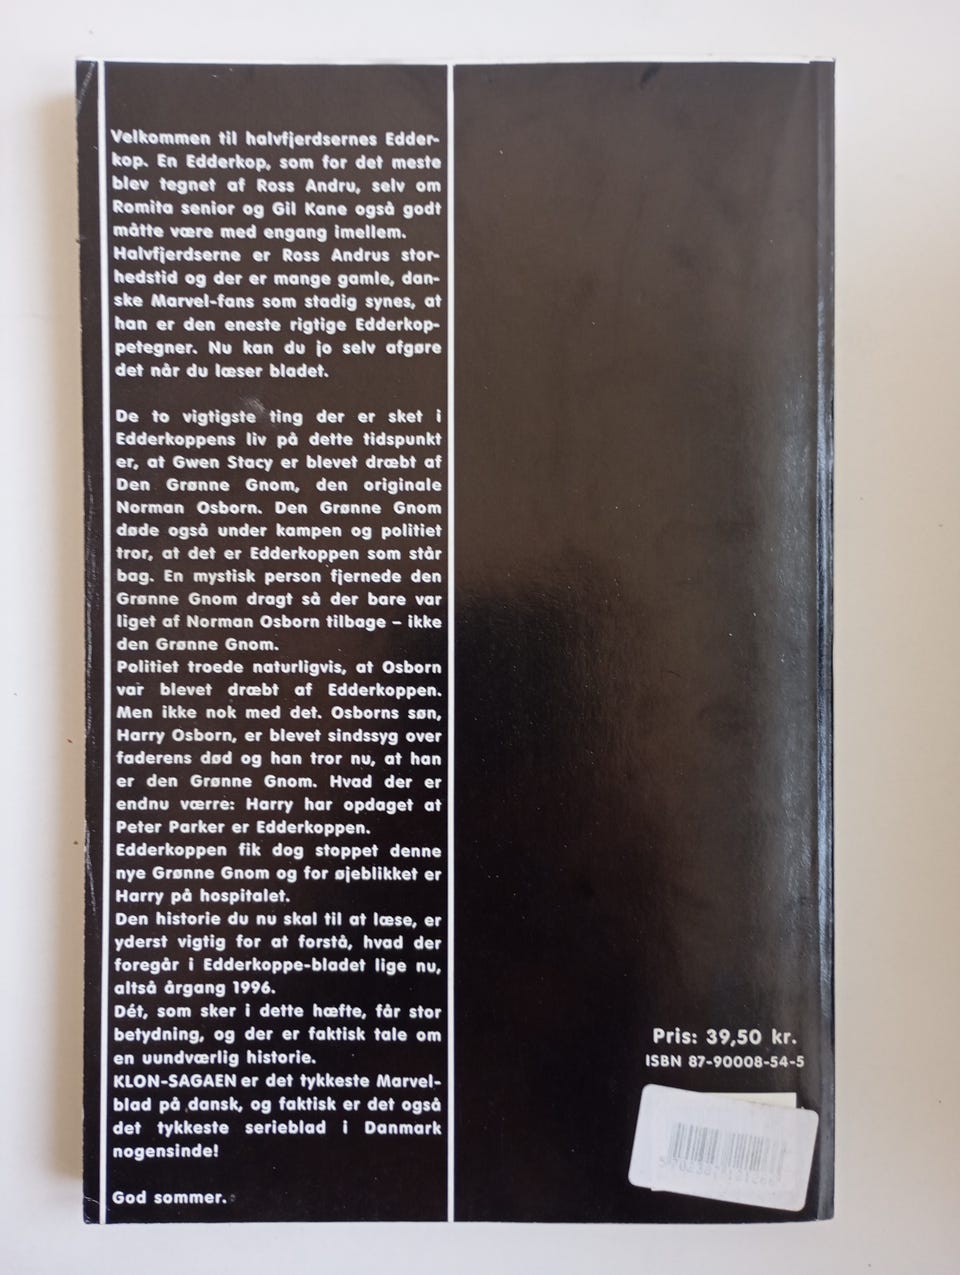 Velkommen til halvfjerdsernes Edder-
kop. En Edderkop, som for det meste
blev tegnet af Ross Andru, selv om
Romita senior og Gil Kane også godt
måtte være med engang imellem.
Halvfjerdserne er Ross Andrus stor-
hedstid og der er mange gamle, dan-
ske Marvel-fans som stadig synes, at
han er den eneste rigtige Edderkop-
petegner. Nu kan du jo selv afgøre
det når du læser bladet.
De to vigtigste ting der er sket i
Edderkoppens liv på dette tidspunkt
er, at Gwen Stacy er blevet dræbt af
Den Grønne Gnom, den originale
Norman Osborn. Den Grønne Gnom
døde også under kampen og politiet
tror, at det er Edderkoppen som står
bag. En mystisk person fjernede den
Grønne Gnom dragt så der bare var
liget af Norman Osborn tilbage – ikke
den Grønne Gnom.
Politiet troede naturligvis, at Osborn
var blevet dræbt af Edderkoppen.
Men ikke nok med det. Osborns søn,
Harry Osborn, er blevet sindssyg over
faderens død og han tror nu, at han
er den Grønne Gnom. Hvad der er
endnu værre: Harry har opdaget at
Peter Parker er Edderkoppen.
Edderkoppen fik dog stoppet denne
nye Grønne Gnom og for øjeblikket er
Harry på hospitalet.
Den historie du nu skal til at læse, er
yderst vigtig for at forstå, hvad der
foregår i Edderkoppe-bladet lige nu,
altså årgang 1996.
Dét, som sker i dette hæfte, får stor
betydning, og der er faktisk tale om
en uundværlig historie.
KLON-SAGAEN er det tykkeste Marvel-
blad på dansk, og faktisk er det også
det tykkeste serieblad i Danmark
nogensinde!
God sommer.
Pris: 39,50 kr.
ISBN 87-90008-54-5